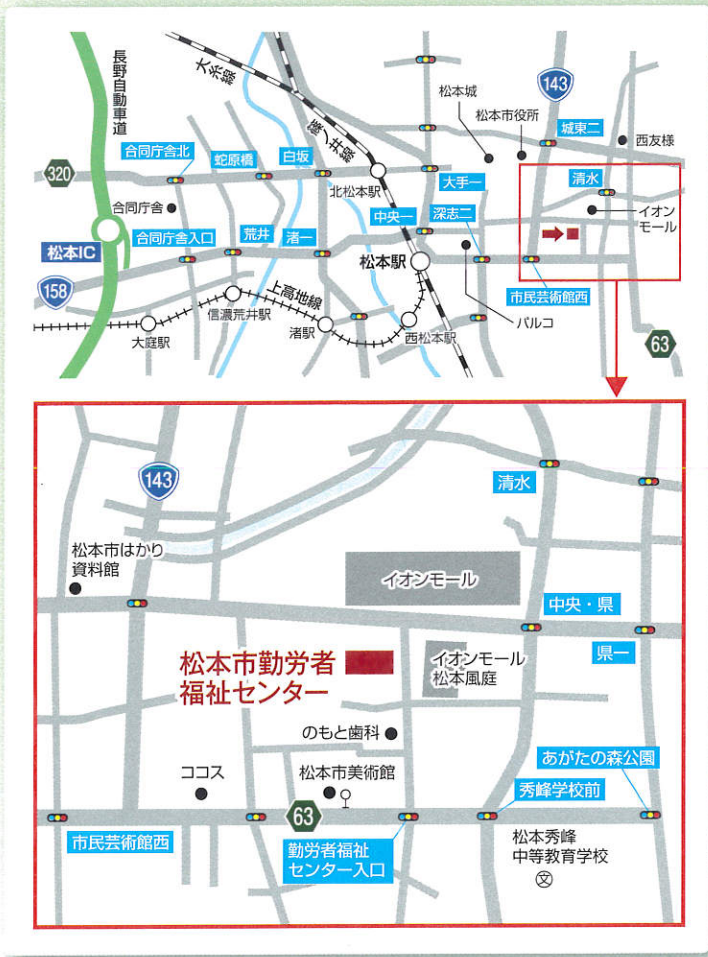 長野自動車道
大糸線
篠ノ井線
松本城
松本市役所
143
城東二
西友様
合同庁舎北
蛇原橋
白坂
320
北松本駅
大手一
清水
合同庁舎
イオン
モール
合同庁舎入口
荒井
渚一
中央一
深志二
松本IC
松本駅
158
上高地線
市民芸術館西
信濃荒井駅
パルコ
大庭駅
渚駅
西松本駅
63
143
清水
松本市はかり
資料館
イオンモール
中央・県
県一
松本市勤労者
福祉センター
イオンモール
松本風庭
のもと歯科
あがたの森公園
ココス
松本市美術館
秀峰学校前
63
市民芸術館西
勤労者福祉
センター入口
松本秀峰
中等教育学校
文